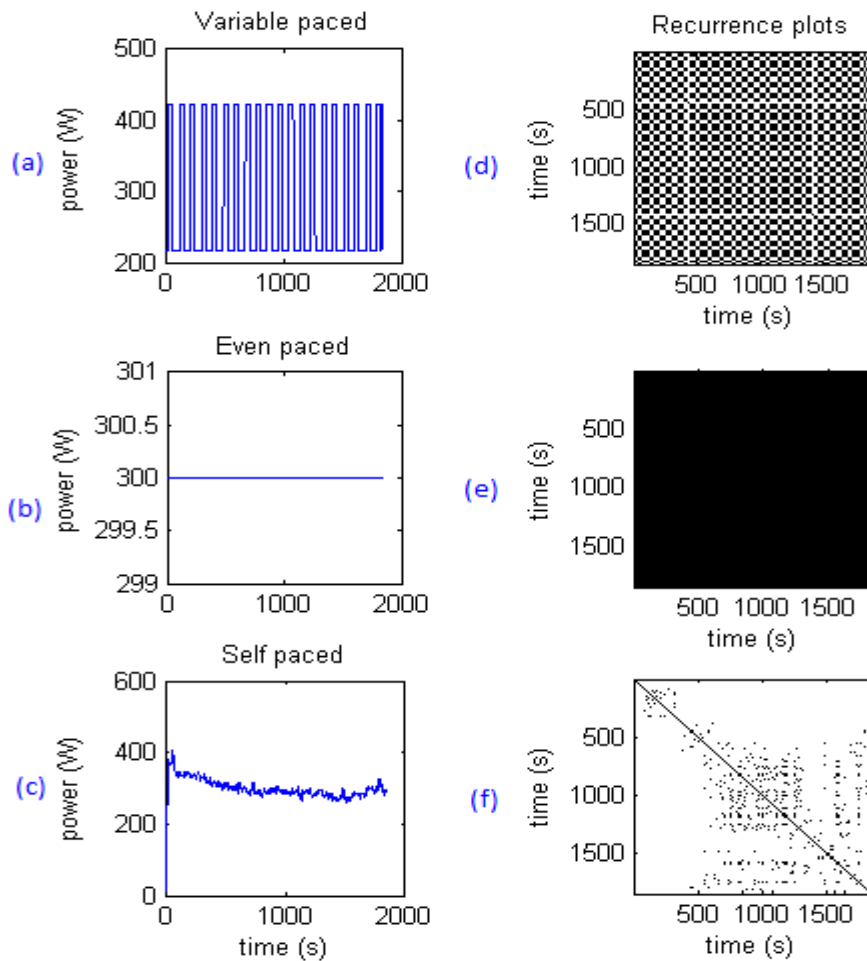 Variable paced
500
400
300
200
0
1000
2000
power (W)
(a)
Recurrence plots
500
1000
1500
500
1000
1500
time (s)
time (s)
(d)
Even paced
301
300.5
300
299.5
299
0
1000
2000
power (W)
(b)
500
1000
1500
500
1000
1500
time (s)
time (s)
(e)
Self paced
600
400
200
0
0
1000
2000
power (W)
time (s)
(c)
500
1000
1500
500
1000
1500
time (s)
time (s)
(f)